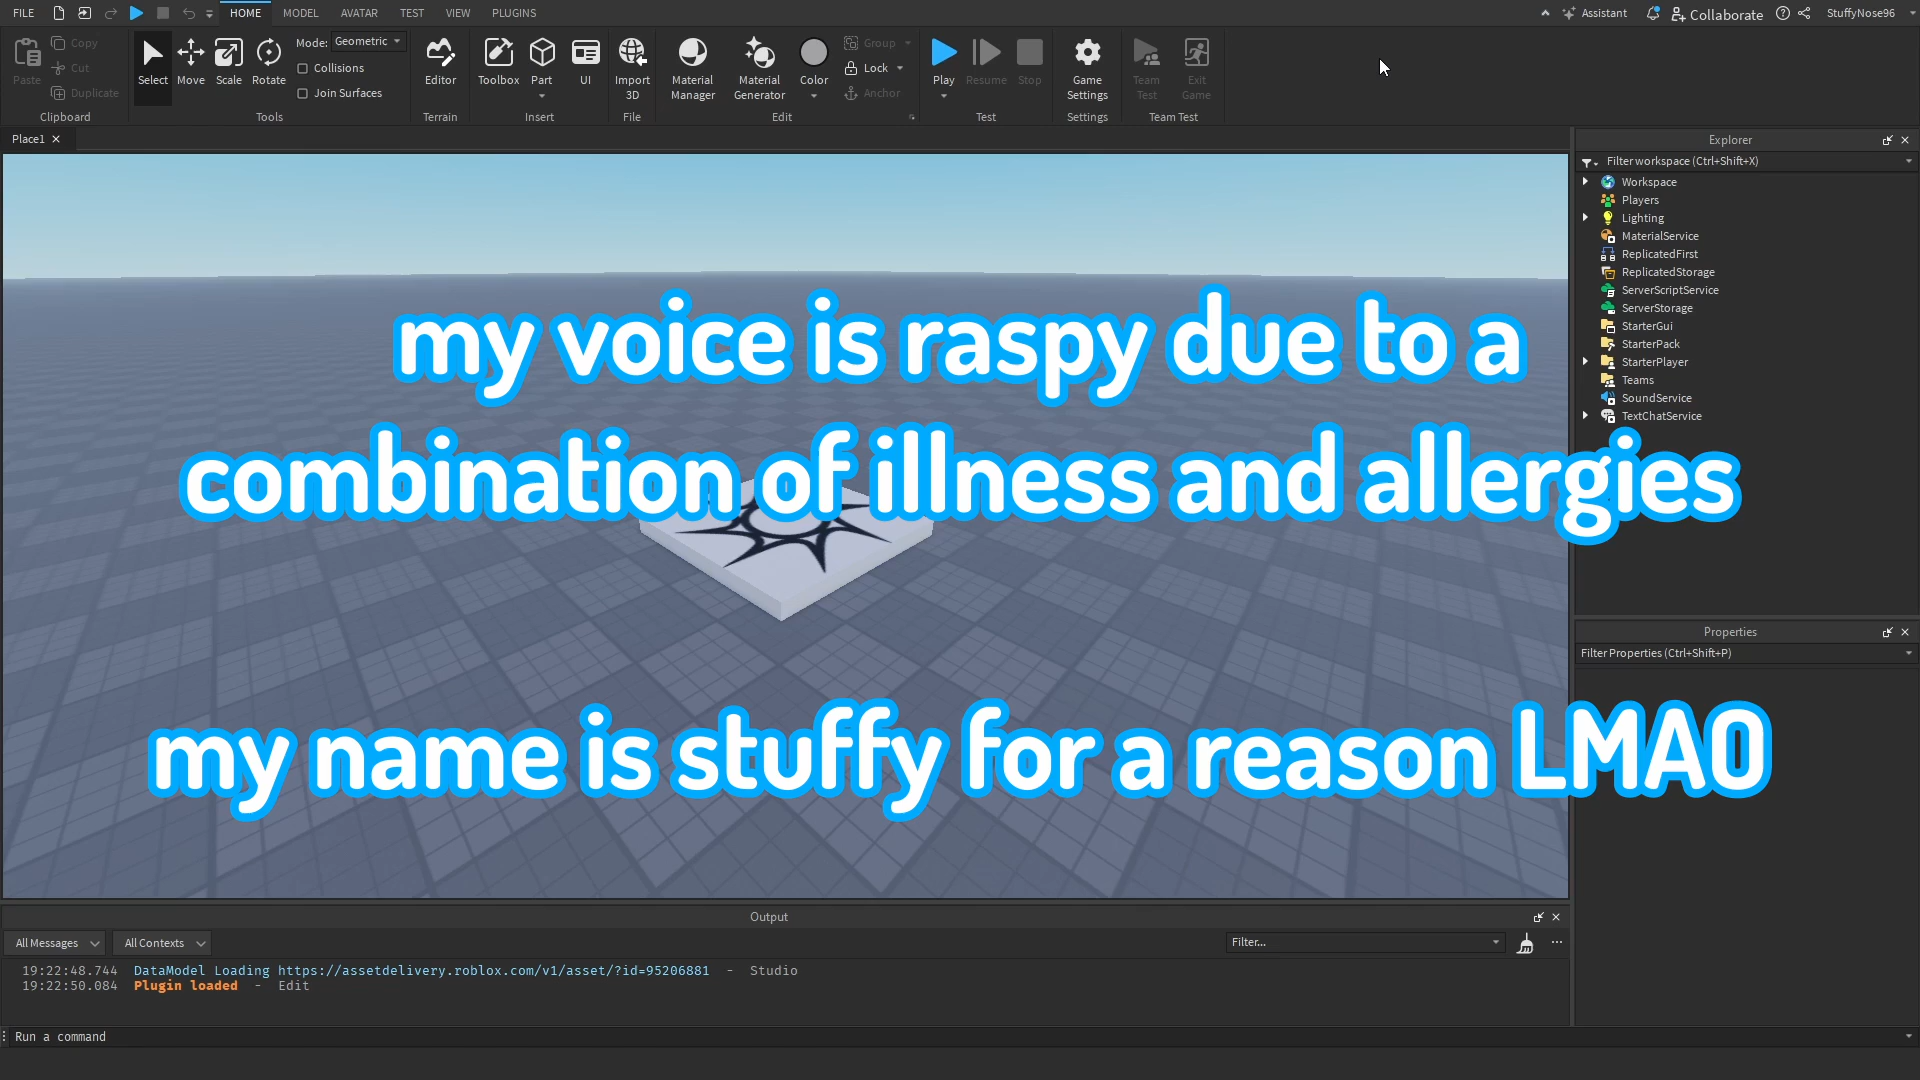 FILE HOME MODEL AVATAR TEST VIEW PLUGINS Assistant Collaborate StuffyNose96
Paste Copy Cut Duplicate Clipboard
Select Move Scale Rotate Mode: Geometric Collisions Join Surfaces Tools
Editor Terrain
Toolbox Part UI Insert
Import 3D File
Material Manager Material Generator Color Group Lock Anchor Edit
Play Resume Stop Test
Game Settings Settings
Team Test Exit Game Team Test
Place1
my voice is raspy due to a
combination of illness and allergies
my name is stuffy for a reason LMAO
Explorer
Filter workspace (Ctrl+Shift+X)
Workspace
Players
Lighting
MaterialService
ReplicatedFirst
ReplicatedStorage
ServerScriptService
ServerStorage
StarterGui
StarterPack
StarterPlayer
Teams
SoundService
TextChatService
Properties
Filter Properties (Ctrl+Shift+P)
Output
All Messages All Contexts Filter...
19:22:48.744 DataModel Loading https://assetdelivery.roblox.com/v1/asset/?id=95206881 - Studio
19:22:50.084 Plugin loaded - Edit
Run a command